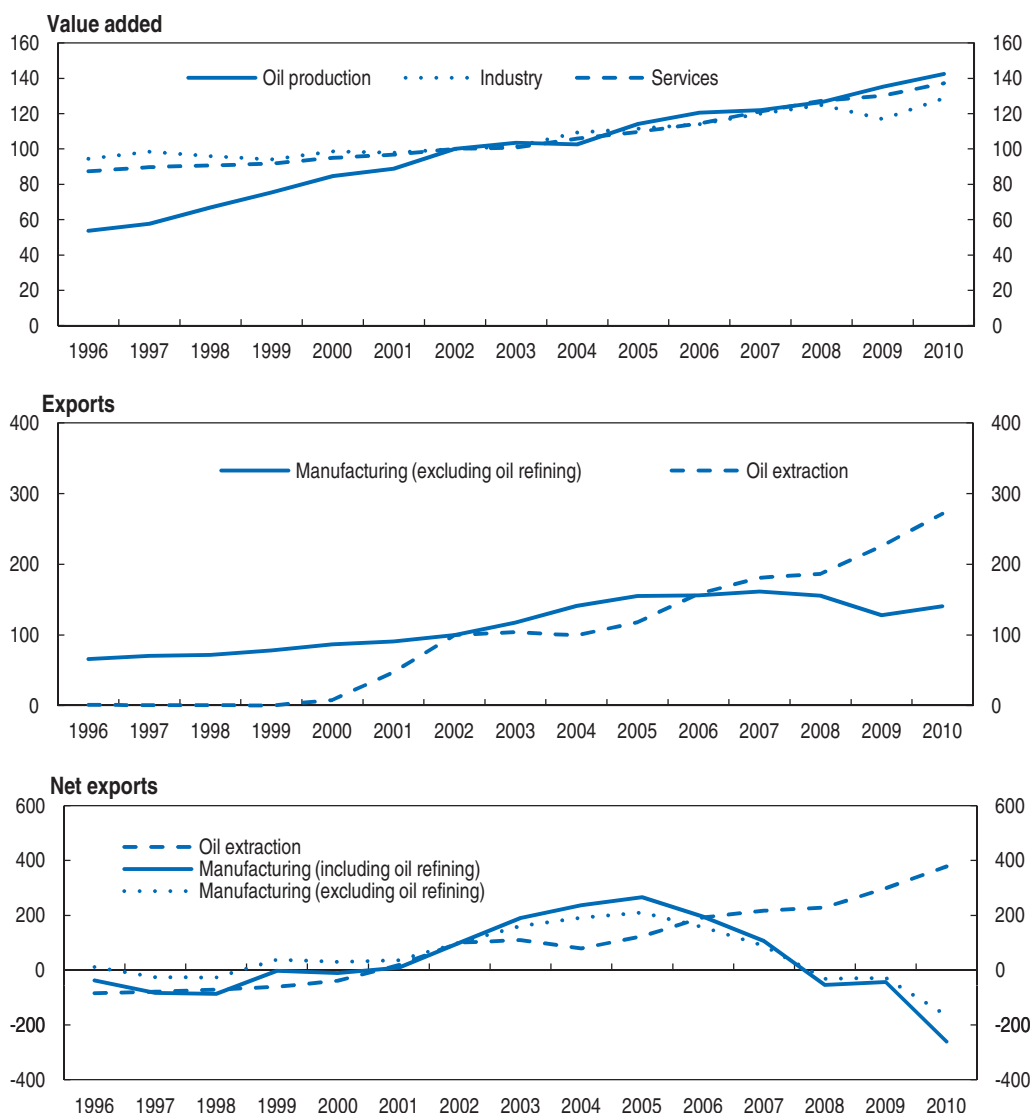 Value added
160 160
Oil production Industry Services
140 140
120 120
100 100
80 80
60 60
40 40
20 20
0 0
1996 1997 1998 1999 2000 2001 2002 2003 2004 2005 2006 2007 2008 2009 2010
Exports
400 400
Manufacturing (excluding oil refining) Oil extraction
300 300
200 200
100 100
0 0
1996 1997 1998 1999 2000 2001 2002 2003 2004 2005 2006 2007 2008 2009 2010
Net exports
600 600
Oil extraction
Manufacturing (including oil refining)
400 400
Manufacturing (excluding oil refining)
200 200
0 0
-200 -200
-400 -400
1996 1997 1998 1999 2000 2001 2002 2003 2004 2005 2006 2007 2008 2009 2010